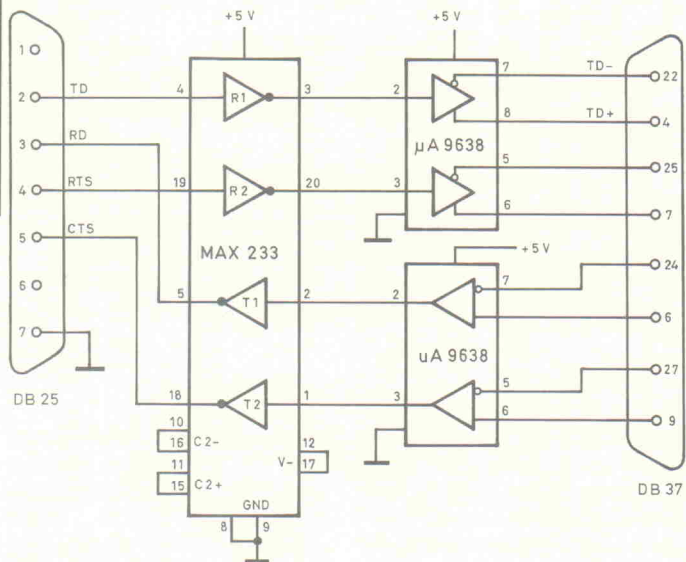 +5 V
+5 V
1
2
TD
4
R1
3
2
7
TD-
22
8
TD+
4
3
RD
µA 9638
5
25
4
RTS
19
R2
20
3
6
7
5
CTS
MAX 233
+5 V
24
7
6
5
T1
2
2
6
7
uA 9638
27
5
DB 25
18
T2
1
3
6
9
10
16
C2-
12
11
V-
17
15
C2+
DB 37
GND
8
9